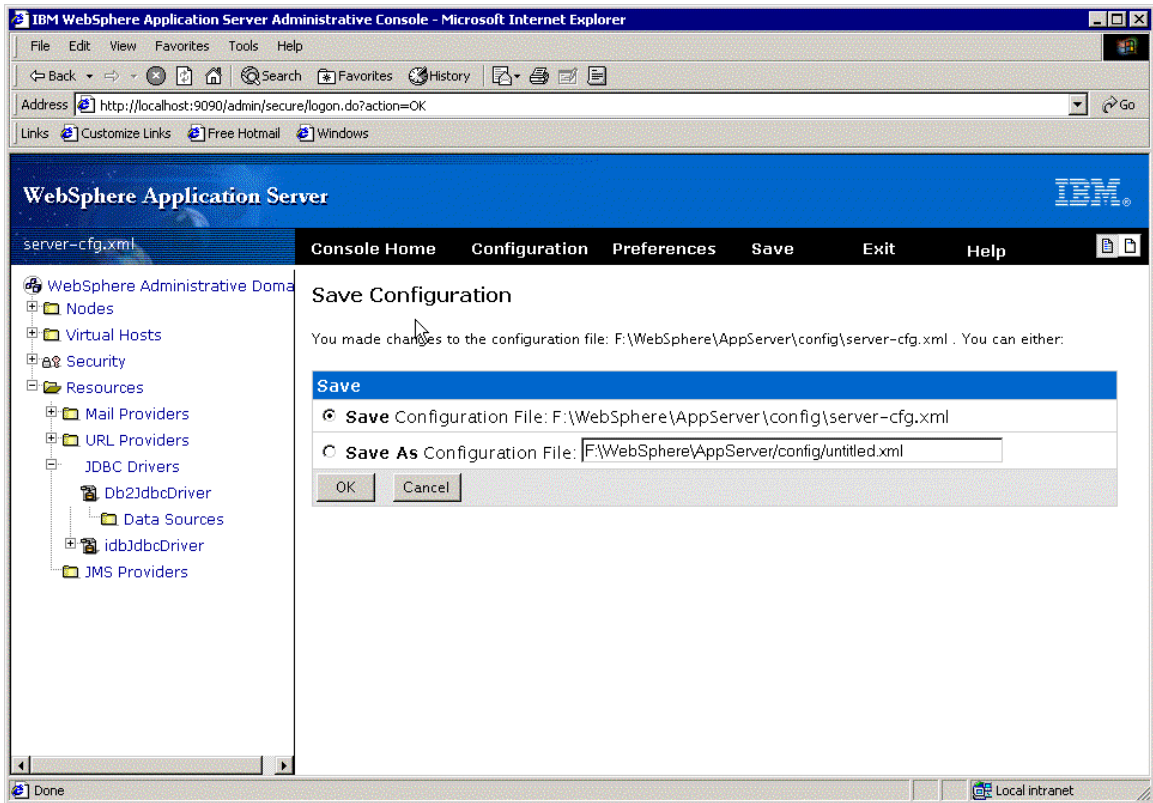 IBM WebSphere Application Server Administrative Console - Microsoft Internet Explorer
File Edit View Favorites Tools Help
Back Search Favorites History
Address http://localhost:9090/admin/secure/logon.do?action=OK Go
Links Customize Links Free Hotmail Windows
WebSphere Application Server IBM®
server-cfg.xml Console Home Configuration Preferences Save Exit Help
WebSphere Administrative Doma
Nodes
Virtual Hosts
Security
Resources
Mail Providers
URL Providers
JDBC Drivers
Db2JdbcDriver
Data Sources
idbJdbcDriver
JMS Providers
Save Configuration
You made changes to the configuration file: F:\WebSphere\AppServer\config\server-cfg.xml . You can either:
Save
Save Configuration File: F:\WebSphere\AppServer\config\server-cfg.xml
Save As Configuration File: F:\WebSphere\AppServer/config/untitled.xml
OK Cancel
Done Local intranet